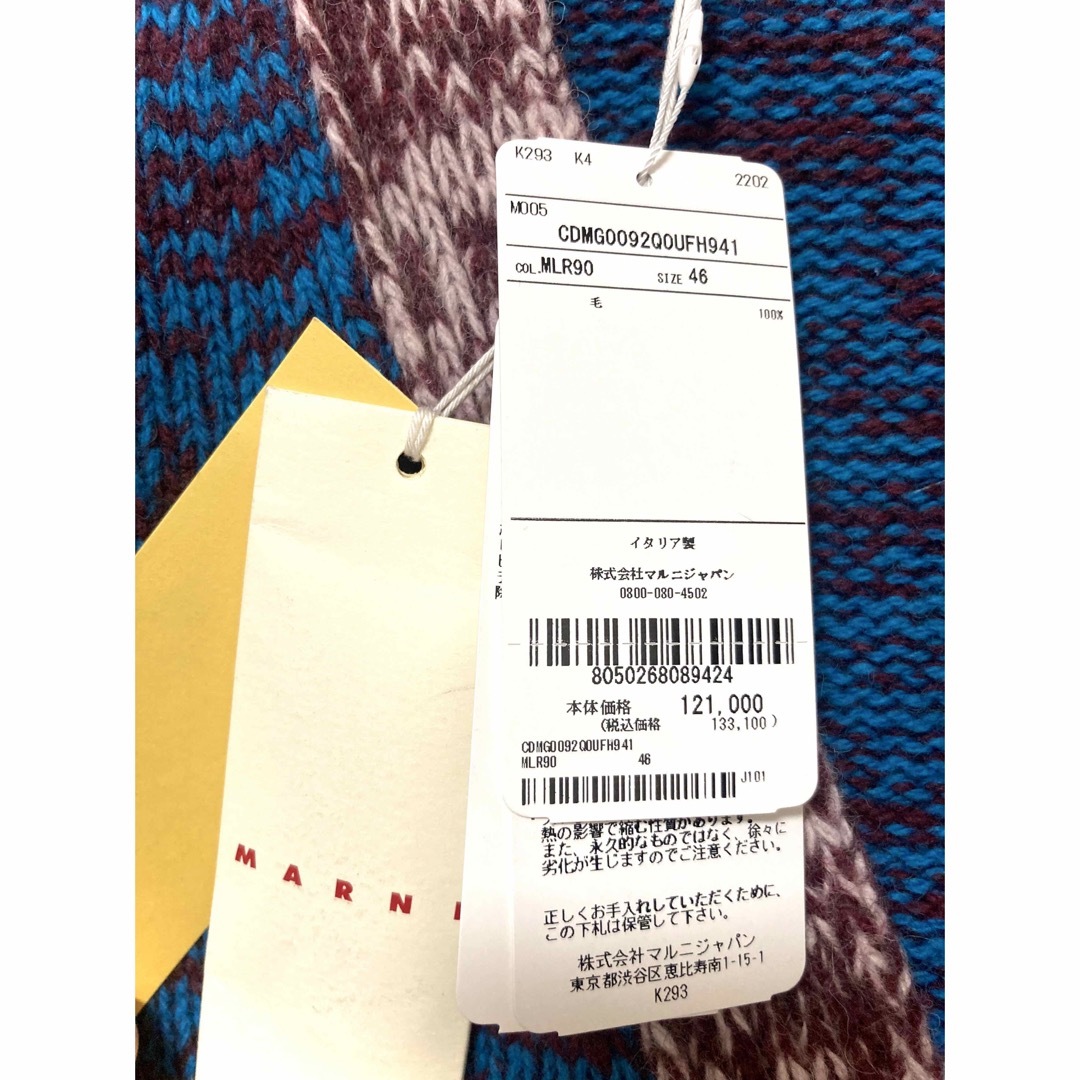 K293 K4 2202
M005
CDMG0092Q0UFH941
COL.MLR90 SIZE 46
毛 100%
イタリア製
株式会社マルニジャパン
0800-080-4502
8050268089424
本体価格 121,000
(税込価格 133,100)
CDMG0092Q0UFH941
MLR90 46
J101
熱の影響で縮む性質があります。
また、永久的なものではなく、徐々に
劣化が生じますのでご注意ください。
正しくお手入れしていただくために、
この下札は保管して下さい。
株式会社マルニジャパン
東京都渋谷区恵比寿南1-15-1
K293
MARNI